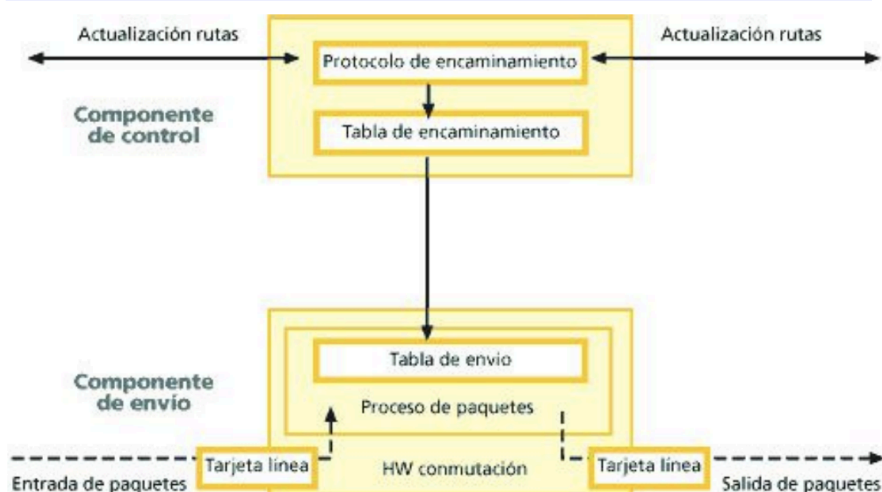 Actualización rutas
Actualización rutas
Protocolo de encaminamiento
Componente
de control
Tabla de encaminamiento
Tabla de envio
Componente
de envío
Proceso de paquetes
Tarjeta línea
HW conmutación
Tarjeta línea
Entrada de paquetes
Salida de paquetes